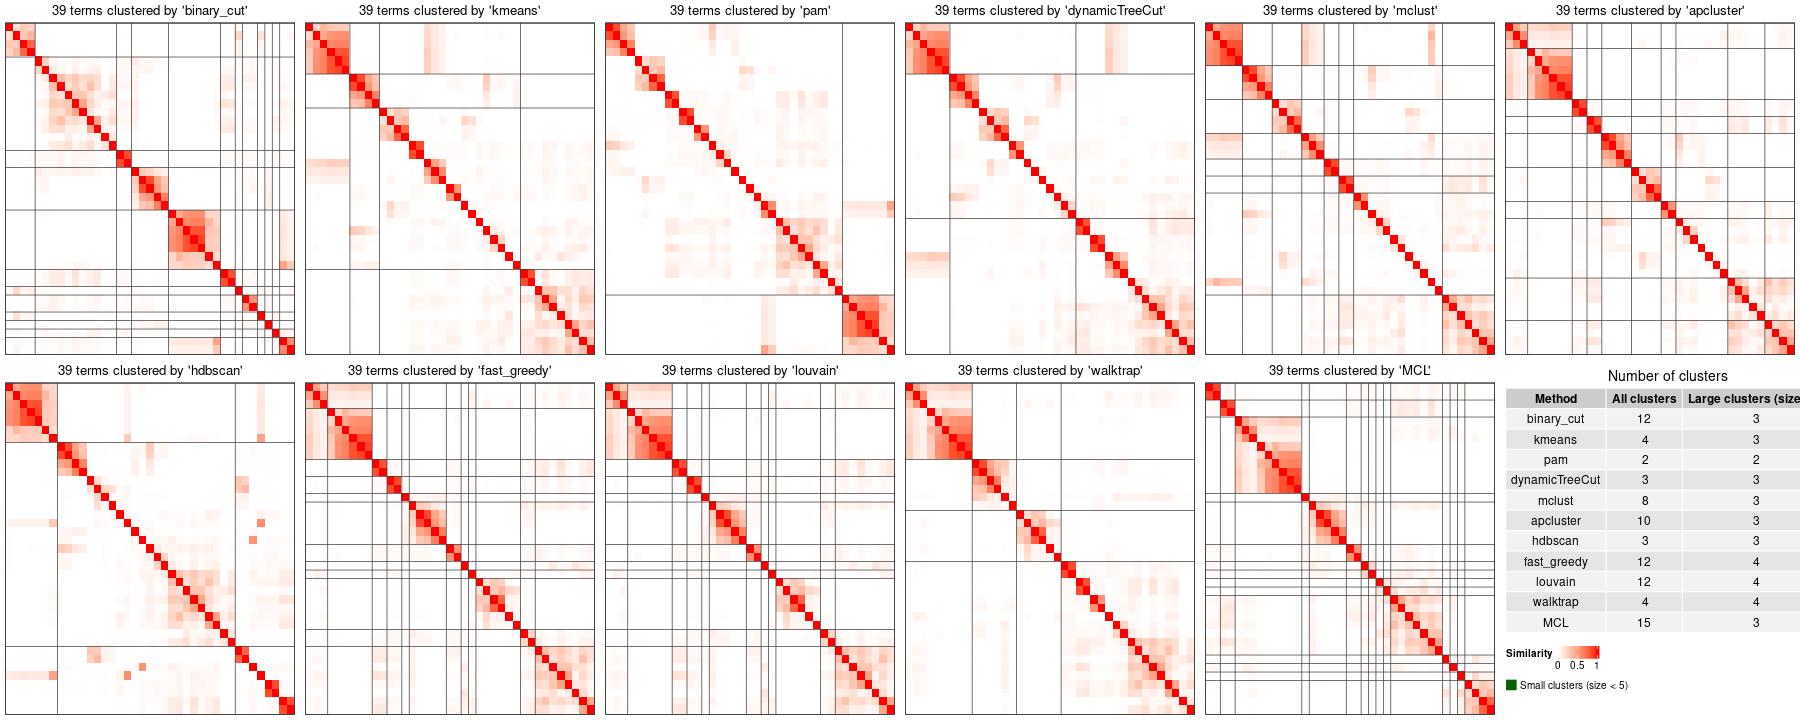 39 terms clustered by 'binary_cut'
39 terms clustered by 'kmeans'
39 terms clustered by 'pam'
39 terms clustered by 'dynamicTreeCut'
39 terms clustered by 'mclust'
39 terms clustered by 'apcluster'
39 terms clustered by 'hdbscan'
39 terms clustered by 'fast_greedy'
39 terms clustered by 'louvain'
39 terms clustered by 'walktrap'
39 terms clustered by 'MCL'
Number of clusters
Method All clusters Large clusters (size
binary_cut 12 3
kmeans 4 3
pam 2 2
dynamicTreeCut 3 3
mclust 8 3
apcluster 10 3
hdbscan 3 3
fast_greedy 12 4
louvain 12 4
walktrap 4 4
MCL 15 3
Similarity
0 0.5 1
Small clusters (size < 5)